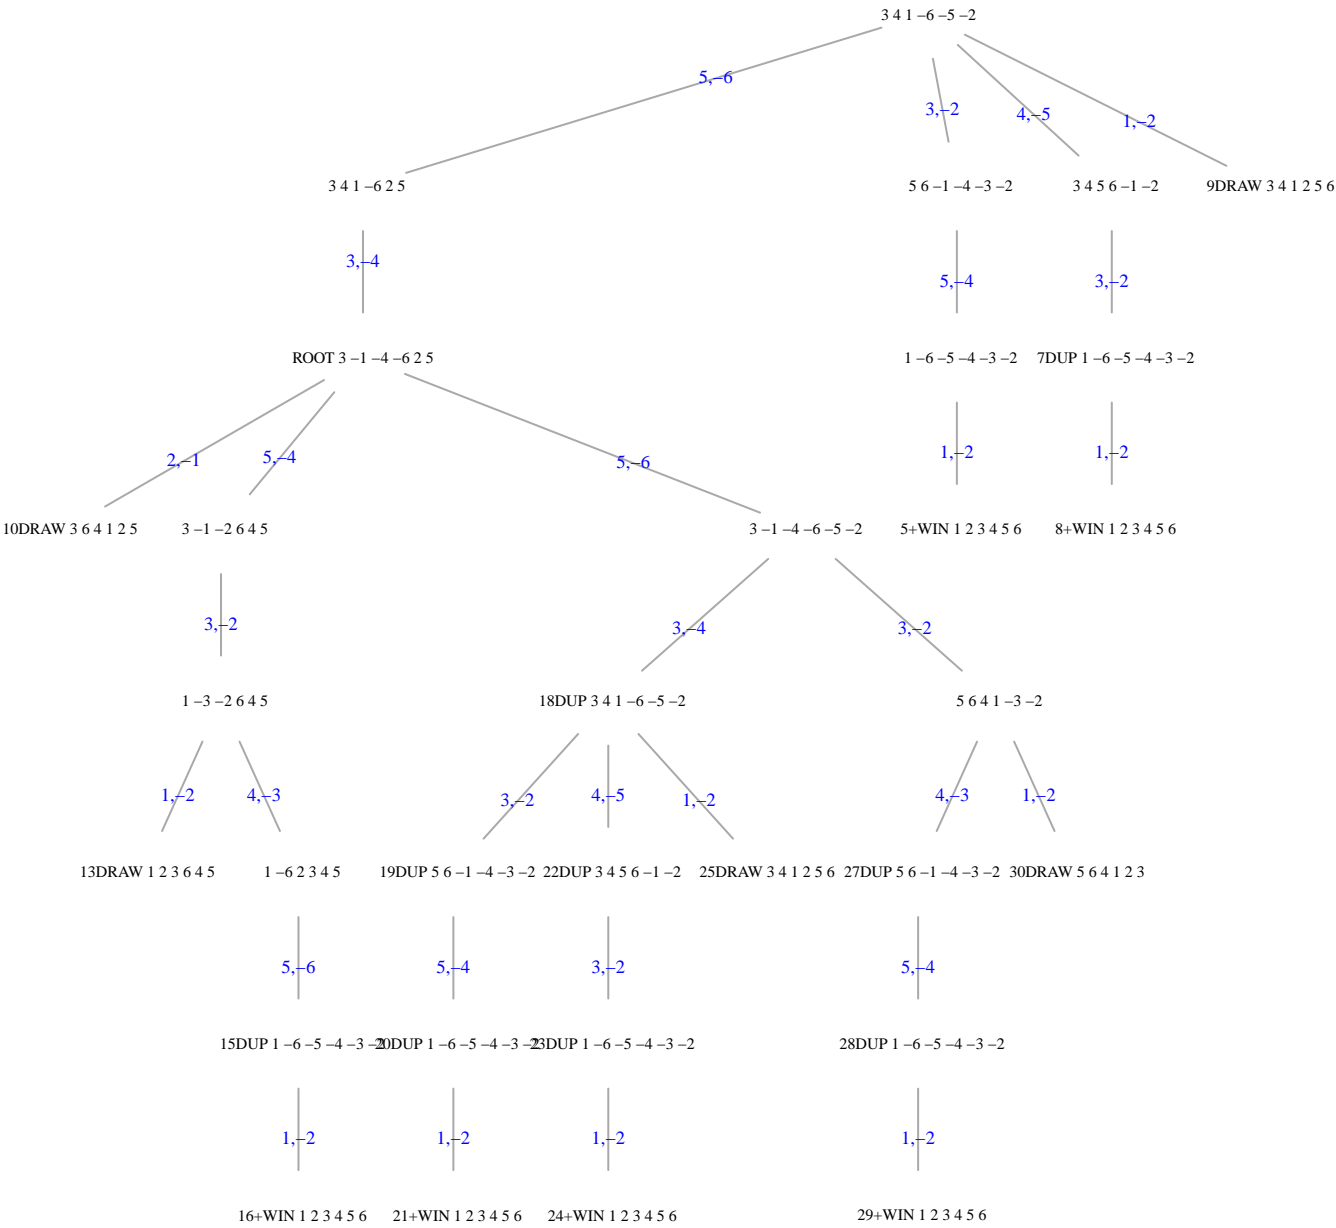 3 4 1 –6 –5 –2
5,–6
3,–2
4,–5
1,–2
3 4 1 –6 2 5
5 6 –1 –4 –3 –2
3 4 5 6 –1 –2
9DRAW 3 4 1 2 5 6
3,–4
5,–4
3,–2
ROOT 3 –1 –4 –6 2 5
1 –6 –5 –4 –3 –2
7DUP 1 –6 –5 –4 –3 –2
2,–1
5,–4
5,–6
1,–2
1,–2
10DRAW 3 6 4 1 2 5
3 –1 –2 6 4 5
3 –1 –4 –6 –5 –2
5+WIN 1 2 3 4 5 6
8+WIN 1 2 3 4 5 6
3,–2
3,–4
3,–2
1 –3 –2 6 4 5
18DUP 3 4 1 –6 –5 –2
5 6 4 1 –3 –2
1,–2
4,–3
3,–2
4,–5
1,–2
4,–3
1,–2
13DRAW 1 2 3 6 4 5
1 –6 2 3 4 5
19DUP 5 6 –1 –4 –3 –2
22DUP 3 4 5 6 –1 –2
25DRAW 3 4 1 2 5 6
27DUP 5 6 –1 –4 –3 –2
30DRAW 5 6 4 1 2 3
5,–6
5,–4
3,–2
5,–4
15DUP 1 –6 –5 –4 –3 –2
20DUP 1 –6 –5 –4 –3 –2
23DUP 1 –6 –5 –4 –3 –2
28DUP 1 –6 –5 –4 –3 –2
1,–2
1,–2
1,–2
1,–2
16+WIN 1 2 3 4 5 6
21+WIN 1 2 3 4 5 6
24+WIN 1 2 3 4 5 6
29+WIN 1 2 3 4 5 6